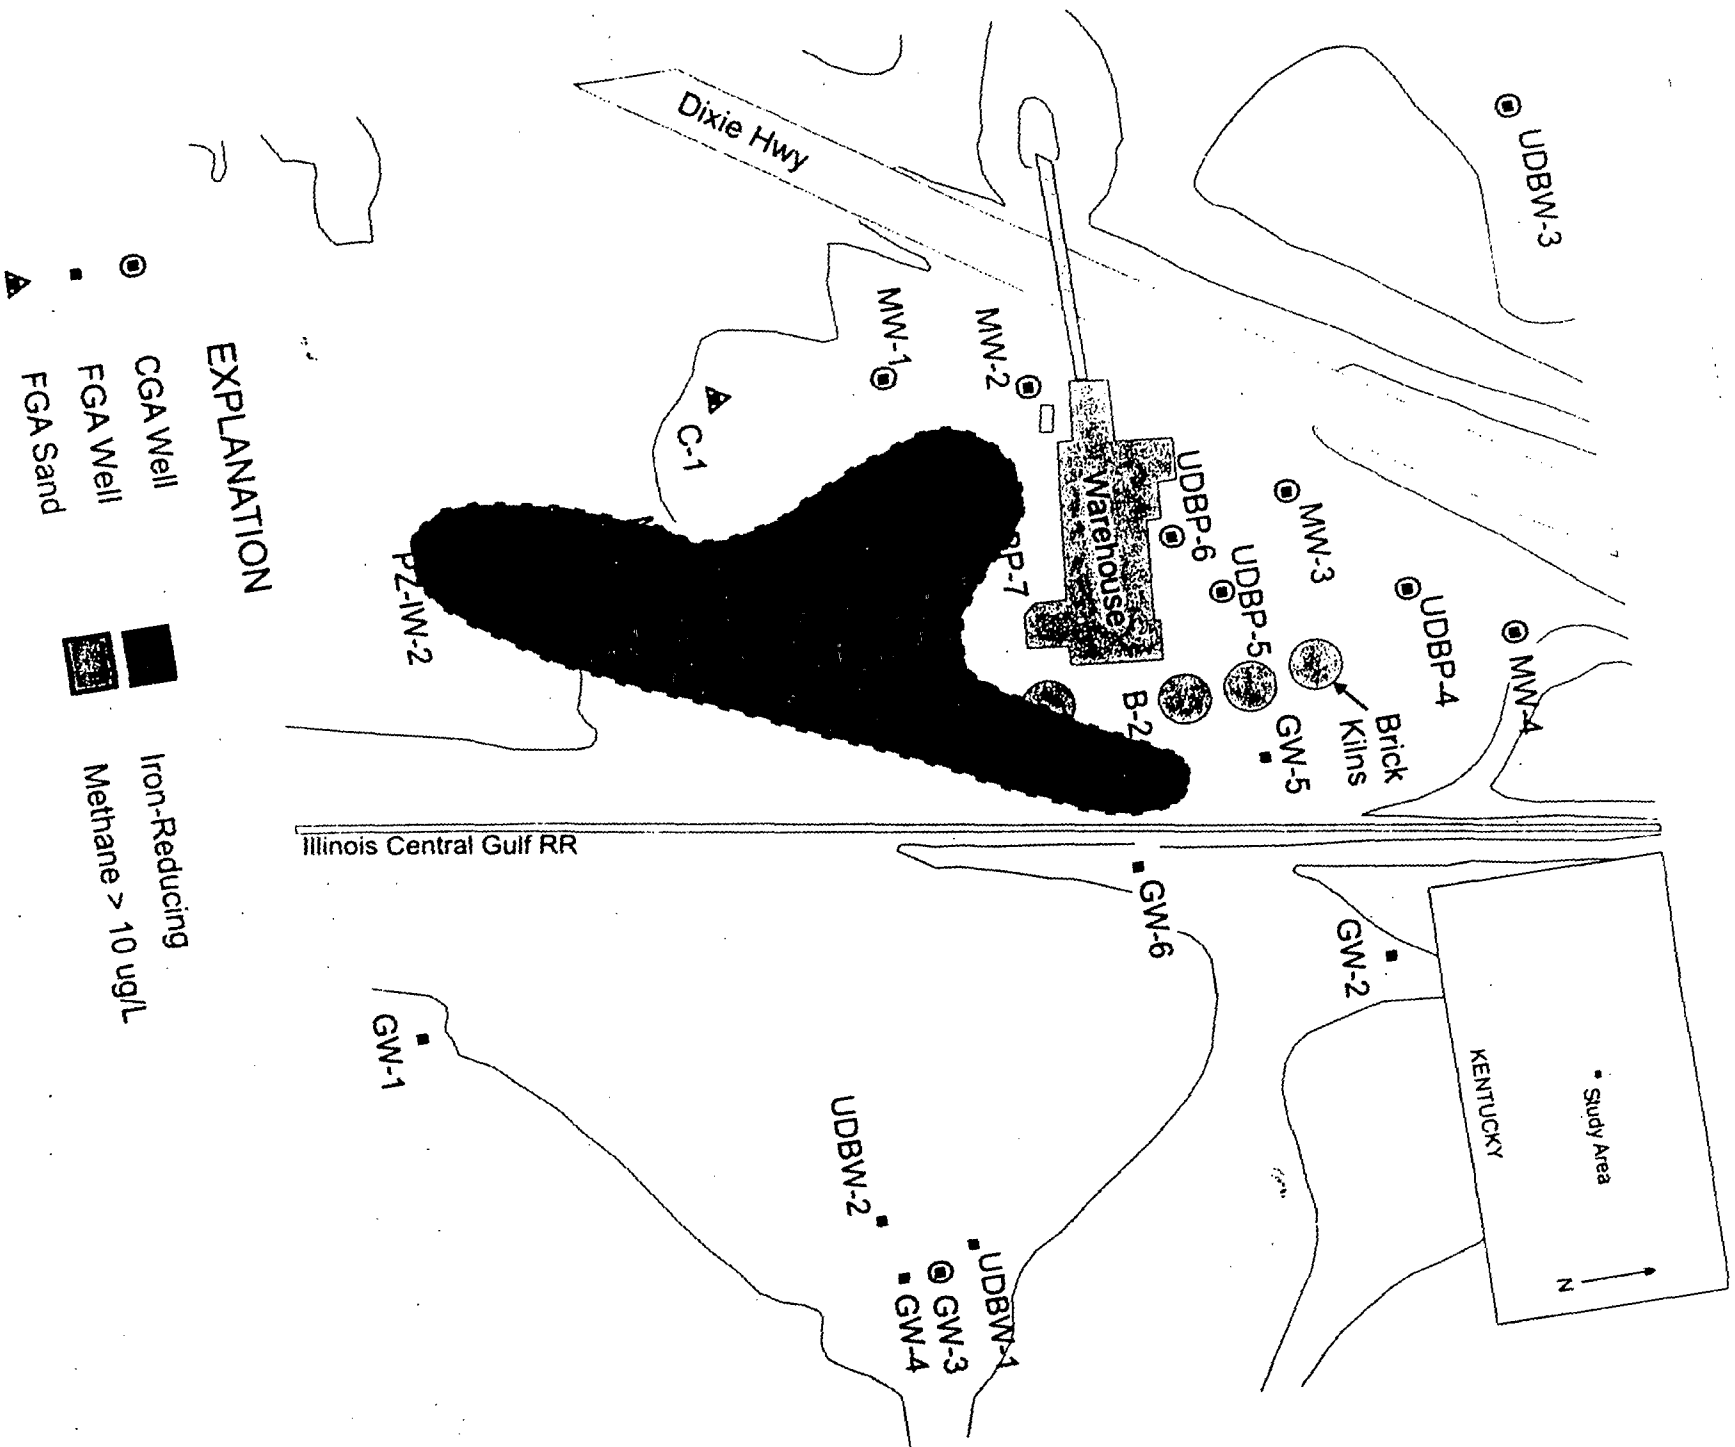 UDBW-3
Dixie Hwy
MW-1
MW-2
C-1
Warehouse
UDBP-6
MW-3
UDBP-5
UDBP-4
MW-4
P-7
PZ-IW-2
B-2
GW-5
Brick
Kilns
Illinois Central Gulf RR
GW-6
GW-2
GW-1
UDBW-2
UDBW-1
GW-3
GW-4
KENTUCKY
Study Area
N
EXPLANATION
CGA Well
FGA Well
FGA Sand
Iron-Reducing
Methane > 10 ug/L